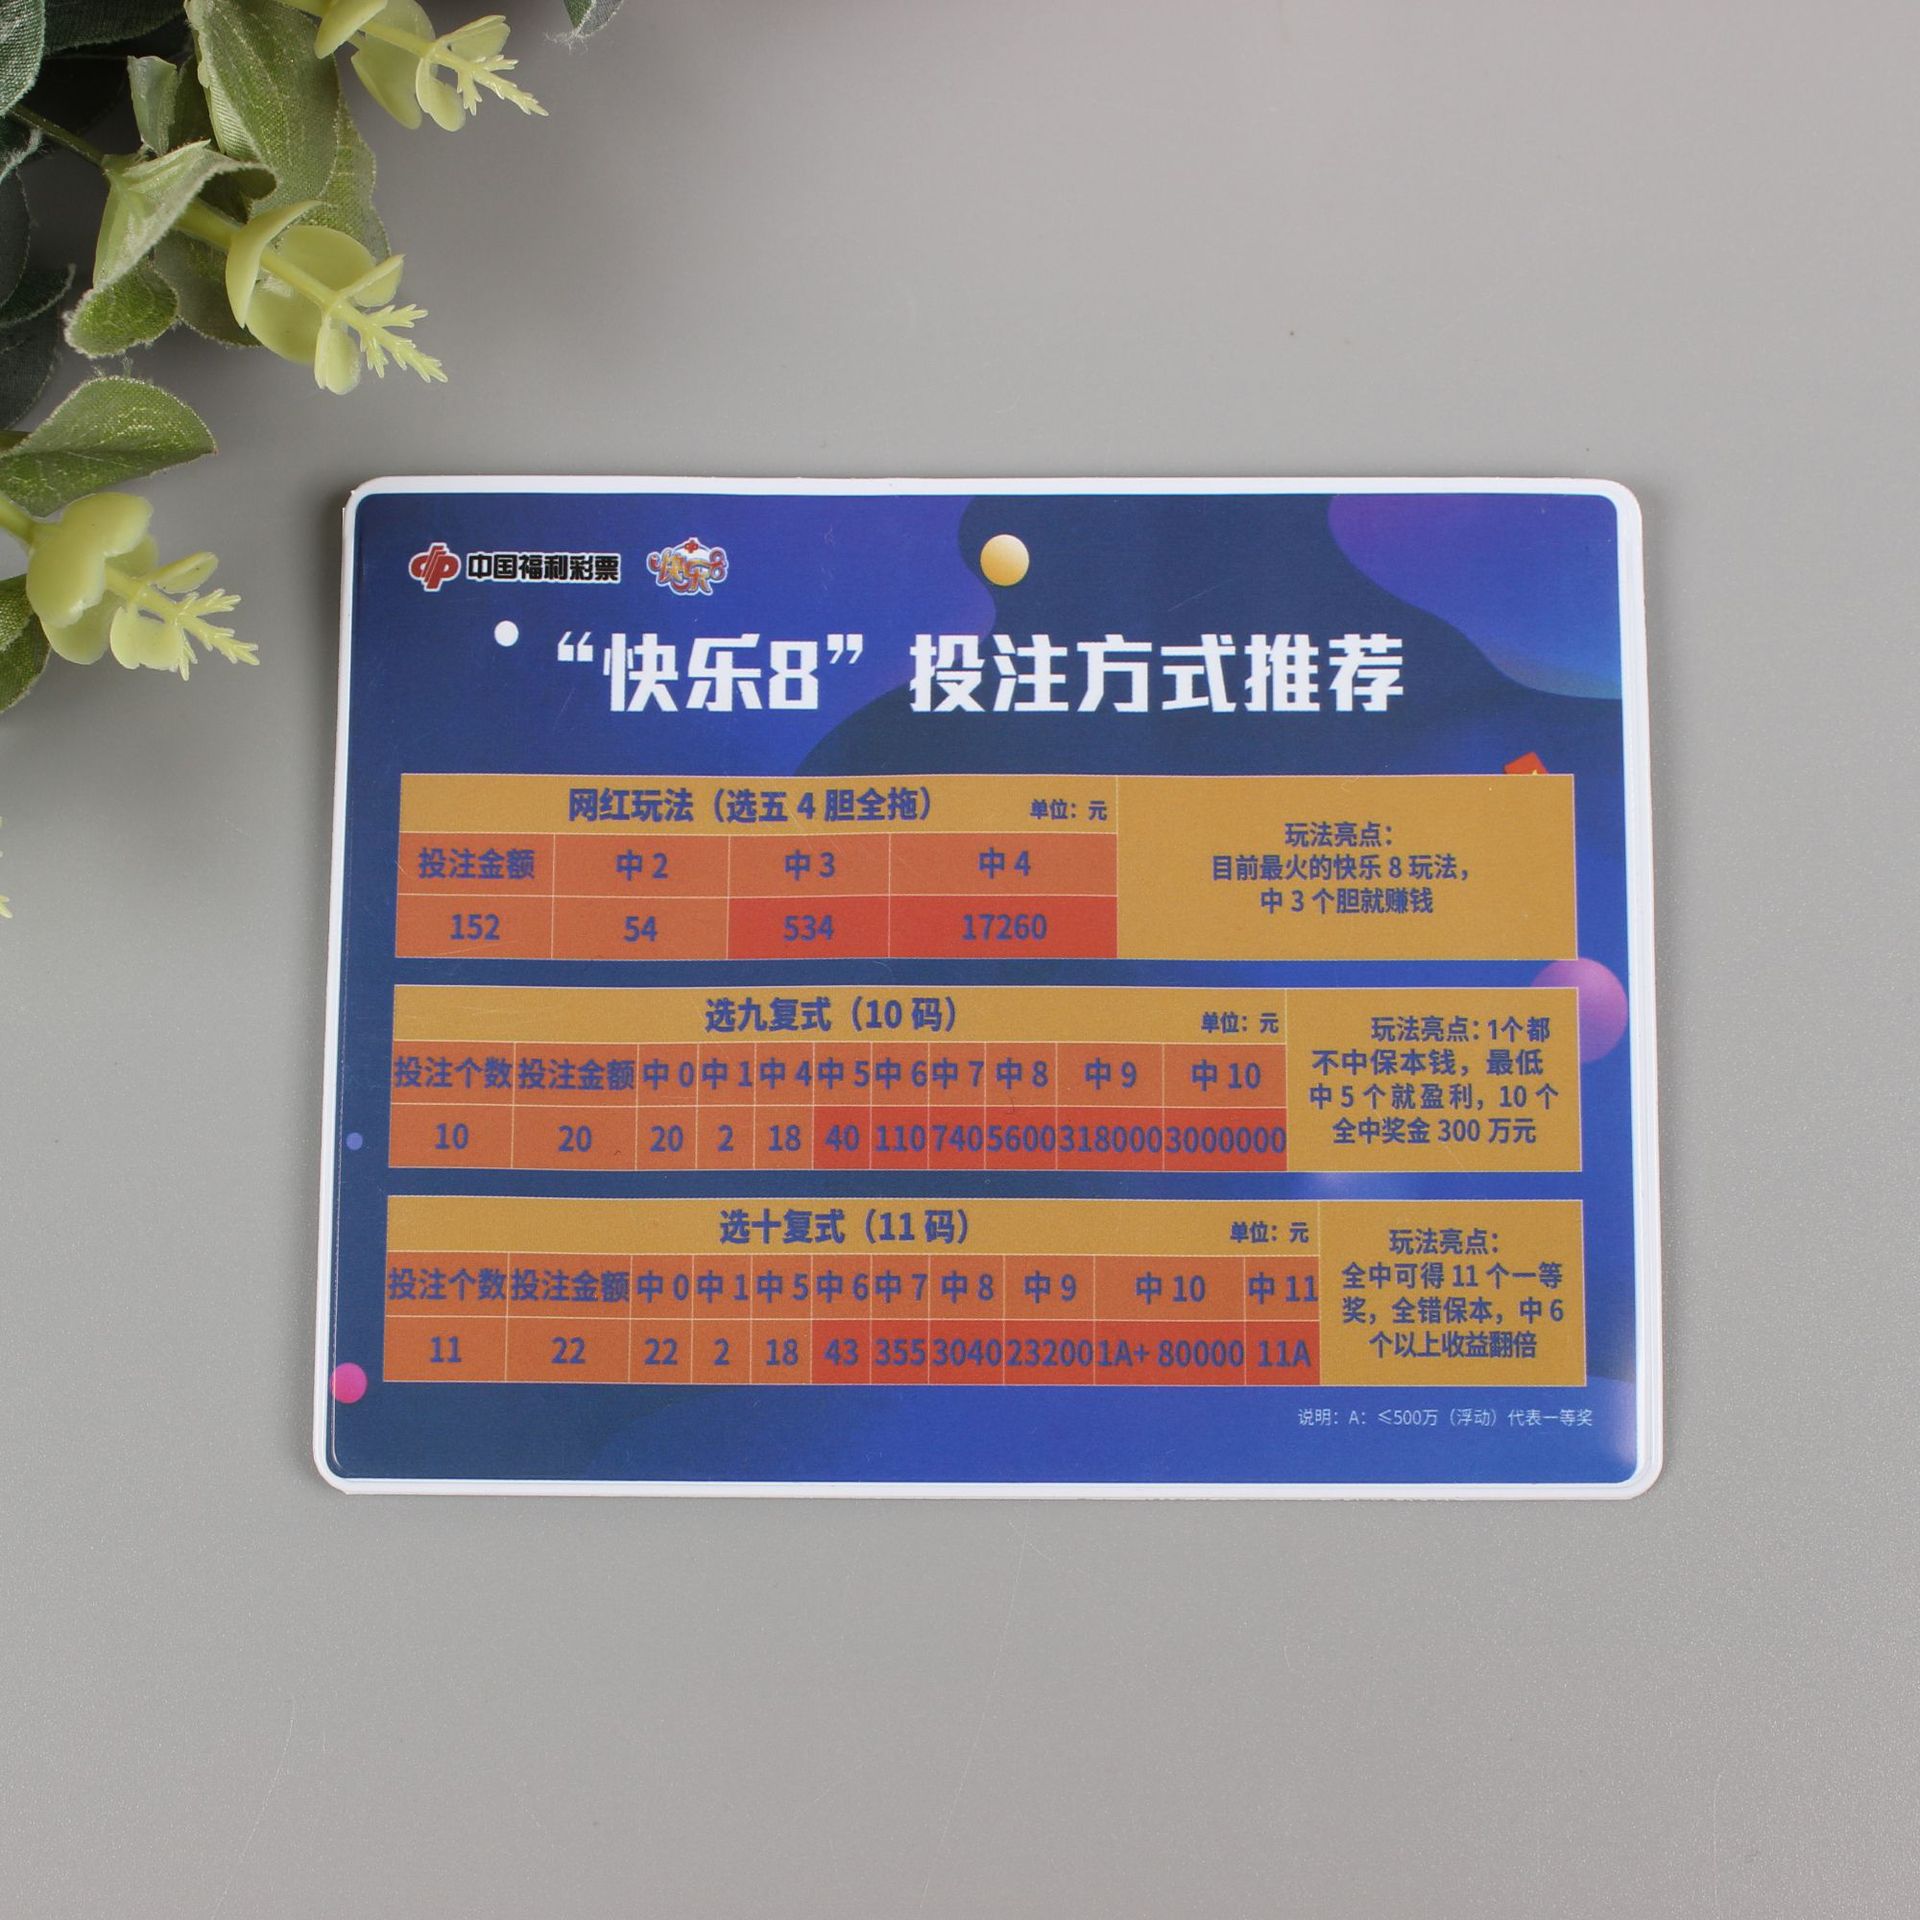 中国福利彩票 快乐8
“快乐8”投注方式推荐
网红玩法（选五 4 胆全拖） 单位：元
投注金额 中 2 中 3 中 4
152 54 534 17260
玩法亮点：
目前最火的快乐 8 玩法，
中 3 个胆就赚钱
选九复式（10 码） 单位：元
投注个数 投注金额 中 0 中 1 中 4 中 5 中 6 中 7 中 8 中 9 中 10
10 20 20 2 18 40 110 740 5600 318000 3000000
玩法亮点：1个都
不中保本钱，最低
中 5 个就盈利，10 个
全中奖金 300 万元
选十复式（11 码） 单位：元
投注个数 投注金额 中 0 中 1 中 5 中 6 中 7 中 8 中 9 中 10 中 11
11 22 22 2 18 43 355 3040 23200 1A+ 80000 11A
玩法亮点：
全中可得 11 个一等
奖，全错保本，中 6
个以上收益翻倍
说明：A：≤500万（浮动）代表一等奖